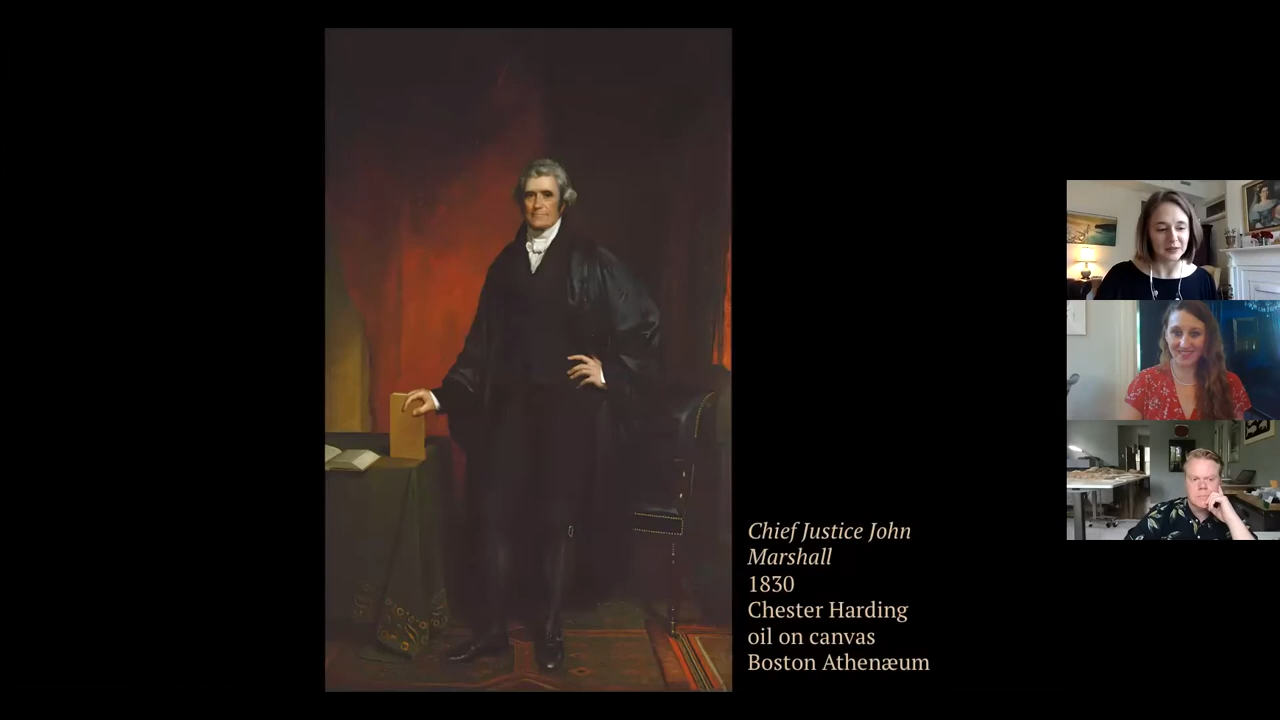 Chief Justice John
Marshall
1830
Chester Harding
oil on canvas
Boston Athenæum